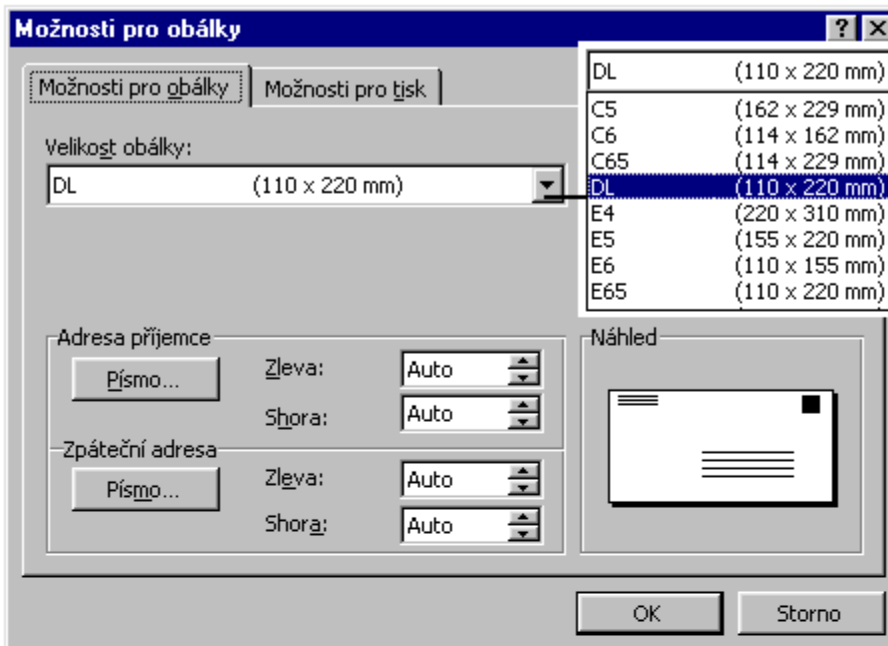 Možnosti pro obálky
Možnosti pro obálky
Možnosti pro tisk
Velikost obálky:
DL (110 x 220 mm)
DL (110 x 220 mm)
C5 (162 x 229 mm)
C6 (114 x 162 mm)
C65 (114 x 229 mm)
DL (110 x 220 mm)
E4 (220 x 310 mm)
E5 (155 x 220 mm)
E6 (110 x 155 mm)
E65 (110 x 220 mm)
Adresa příjemce
Písmo...
Zleva: Auto
Shora: Auto
Zpáteční adresa
Písmo...
Zleva: Auto
Shora: Auto
Náhled
OK
Storno